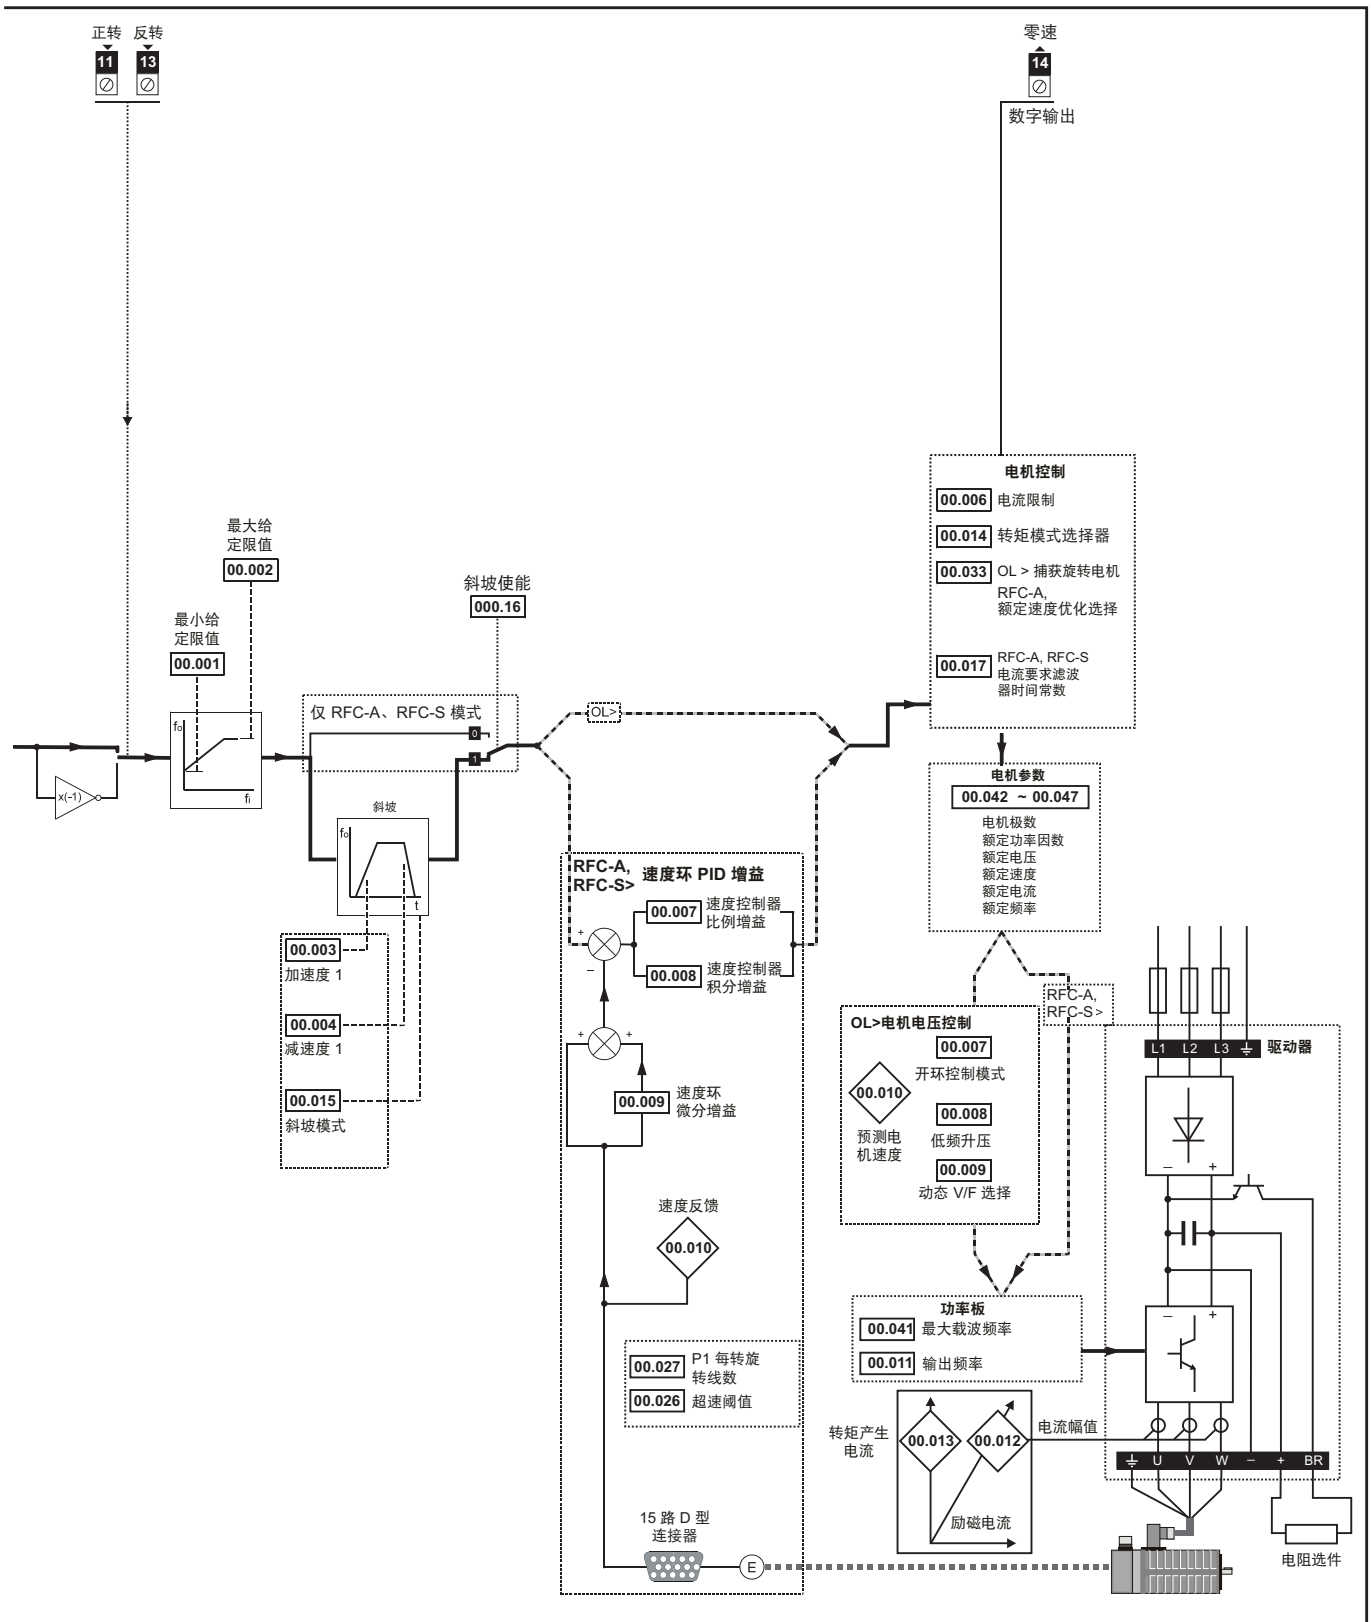 正转 反转
11 13
零速
14
数字输出
最大给
定限值
00.002
最小给
定限值
00.001
斜坡使能
000.16
电机控制
00.006 电流限制
00.014 转矩模式选择器
00.033 OL > 捕获旋转电机
RFC-A,
额定速度优化选择
00.017 RFC-A, RFC-S
电流要求滤波
器时间常数
仅 RFC-A、RFC-S 模式
0
1
OL>
fo
fi
x(-1)
斜坡
fo
t
电机参数
00.042 ~ 00.047
电机极数
额定功率因数
额定电压
额定速度
额定电流
额定频率
00.003
加速度 1
00.004
减速度 1
00.015
斜坡模式
RFC-A,
RFC-S>
速度环 PID 增益
00.007 速度控制器
比例增益
+
–
00.008 速度控制器
积分增益
+ +
00.009 速度环
微分增益
速度反馈
00.010
00.027 P1 每转旋
转线数
00.026 超速阈值
15 路 D 型
连接器
E
RFC-A,
RFC-S>
OL>电机电压控制
00.007
开环控制模式
00.010
预测电
机速度
00.008
低频升压
00.009
动态 V/F 选择
功率板
00.041 最大载波频率
00.011 输出频率
转矩产生
电流
00.013 00.012
电流幅值
励磁电流
L1 L2 L3 驱动器
– +
– +
U V W – + BR
电阻选件